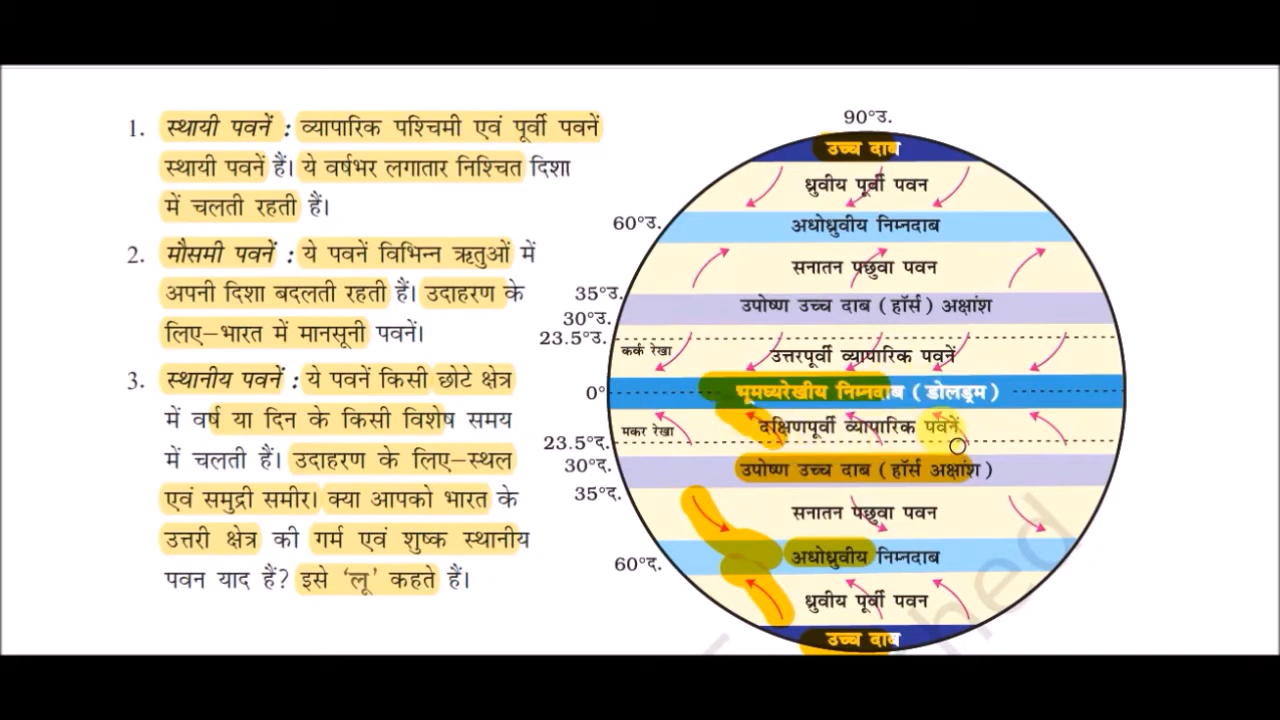 1. स्थायी पवनें : व्यापारिक पश्चिमी एवं पूर्वी पवनें
स्थायी पवनें हैं। ये वर्षभर लगातार निश्चित दिशा
में चलती रहती हैं।
2. मौसमी पवनें : ये पवनें विभिन्न ऋतुओं में
अपनी दिशा बदलती रहती हैं। उदाहरण के
लिए–भारत में मानसूनी पवनें।
3. स्थानीय पवनें : ये पवनें किसी छोटे क्षेत्र
में वर्ष या दिन के किसी विशेष समय
में चलती हैं। उदाहरण के लिए–स्थल
एवं समुद्री समीर। क्या आपको भारत के
उत्तरी क्षेत्र की गर्म एवं शुष्क स्थानीय
पवन याद हैं? इसे ‘लू’ कहते हैं।
90°उ.
उच्च दाब
ध्रुवीय पूर्वी पवन
60°उ.
अधोध्रुवीय निम्नदाब
सनातन पछुवा पवन
35°उ.
उपोष्ण उच्च दाब (हॉर्स) अक्षांश
30°उ.
23.5°उ.
कर्क रेखा
उत्तरपूर्वी व्यापारिक पवनें
0°
भूमध्यरेखीय निम्नदाब (डोलड्रम)
मकर रेखा
दक्षिणपूर्वी व्यापारिक पवनें
23.5°द.
30°द.
उपोष्ण उच्च दाब (हॉर्स अक्षांश)
35°द.
सनातन पछुवा पवन
60°द.
अधोध्रुवीय निम्नदाब
ध्रुवीय पूर्वी पवन
उच्च दाब